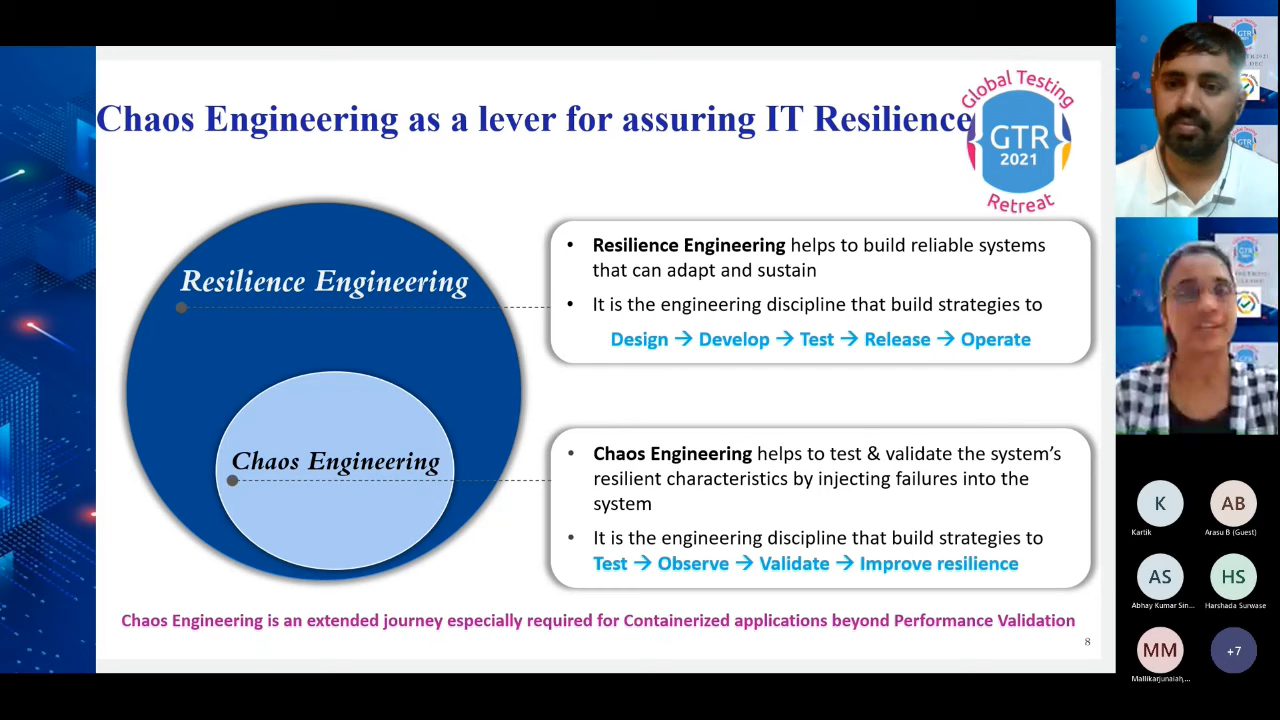 Chaos Engineering as a lever for assuring IT Resilience
Global Testing
GTR
2021
Retreat
Resilience Engineering
• Resilience Engineering helps to build reliable systems
that can adapt and sustain
• It is the engineering discipline that build strategies to
Design → Develop → Test → Release → Operate
Chaos Engineering
• Chaos Engineering helps to test & validate the system's
resilient characteristics by injecting failures into the
system
• It is the engineering discipline that build strategies to
Test → Observe → Validate → Improve resilience
Chaos Engineering is an extended journey especially required for Containerized applications beyond Performance Validation
8
K
Kartik
AB
Arasu B (Guest)
AS
Abhay Kumar Sin...
HS
Harshada Surwase
MM
Mallikarjunaiah,...
+7